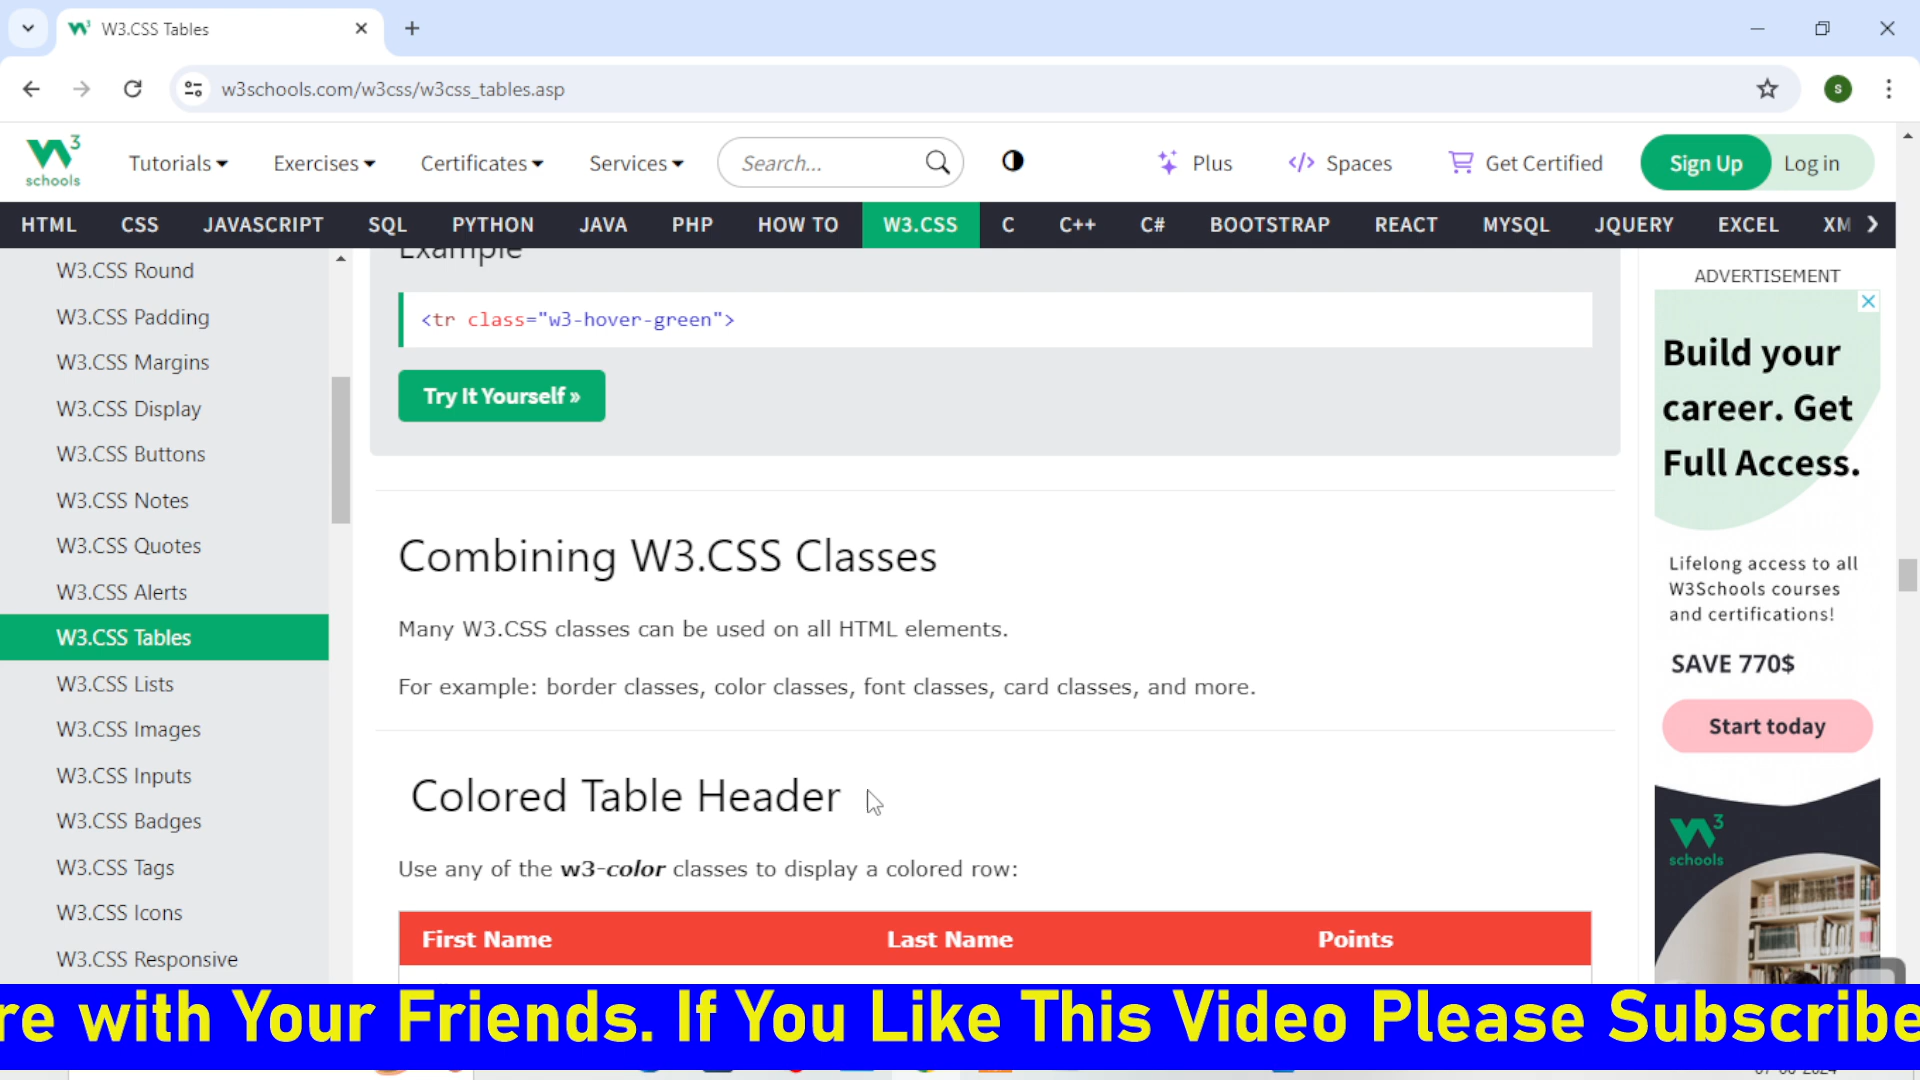 W3.CSS Tables
w3schools.com/w3css/w3css_tables.asp
s
W3 schools
Tutorials
Exercises
Certificates
Services
Search...
Plus
</> Spaces
Get Certified
Sign Up
Log in
HTML CSS JAVASCRIPT SQL PYTHON JAVA PHP HOW TO W3.CSS C C++ C# BOOTSTRAP REACT MYSQL JQUERY EXCEL XM
W3.CSS Round
W3.CSS Padding
W3.CSS Margins
W3.CSS Display
W3.CSS Buttons
W3.CSS Notes
W3.CSS Quotes
W3.CSS Alerts
W3.CSS Tables
W3.CSS Lists
W3.CSS Images
W3.CSS Inputs
W3.CSS Badges
W3.CSS Tags
W3.CSS Icons
W3.CSS Responsive
Example
<tr class="w3-hover-green">
Try It Yourself »
Combining W3.CSS Classes
Many W3.CSS classes can be used on all HTML elements.
For example: border classes, color classes, font classes, card classes, and more.
Colored Table Header
Use any of the w3-color classes to display a colored row:
First Name Last Name Points
ADVERTISEMENT
Build your
career. Get
Full Access.
Lifelong access to all
W3Schools courses
and certifications!
SAVE 770$
Start today
W3 schools
re with Your Friends. If You Like This Video Please Subscribe